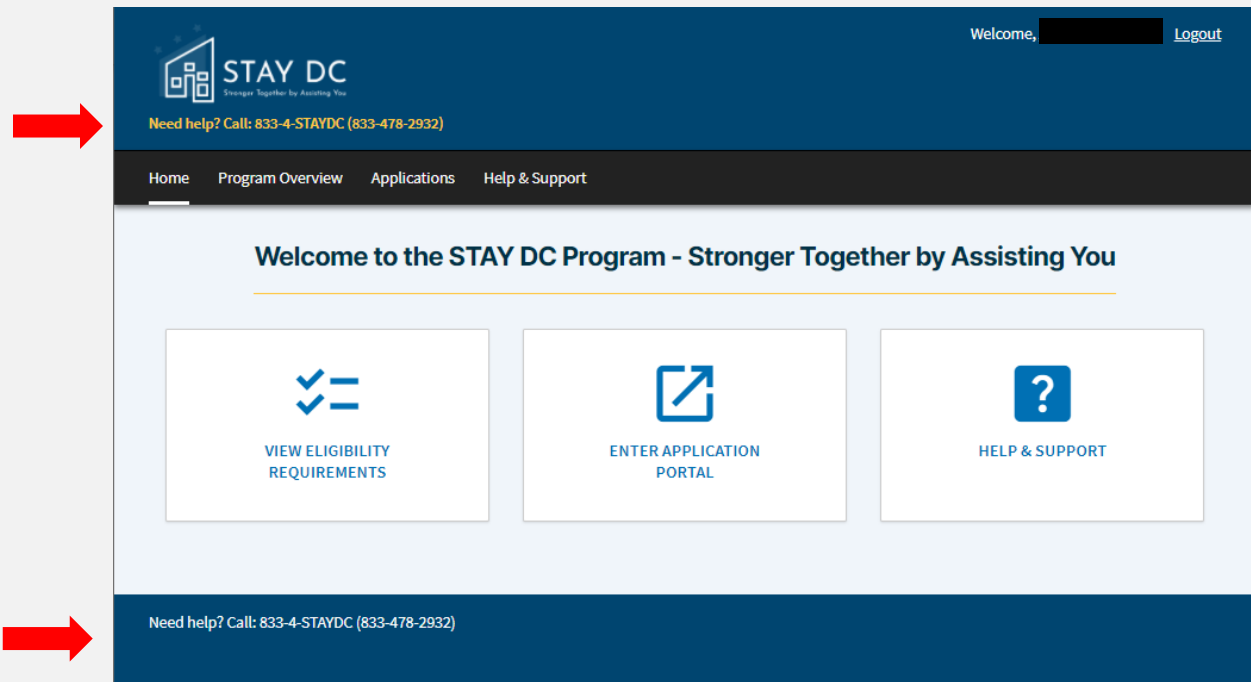 Welcome, Logout
STAY DC
Stronger Together by Assisting You
Need help? Call: 833-4-STAYDC (833-478-2932)
Home Program Overview Applications Help & Support
Welcome to the STAY DC Program - Stronger Together by Assisting You
VIEW ELIGIBILITY
REQUIREMENTS
ENTER APPLICATION
PORTAL
?
HELP & SUPPORT
Need help? Call: 833-4-STAYDC (833-478-2932)